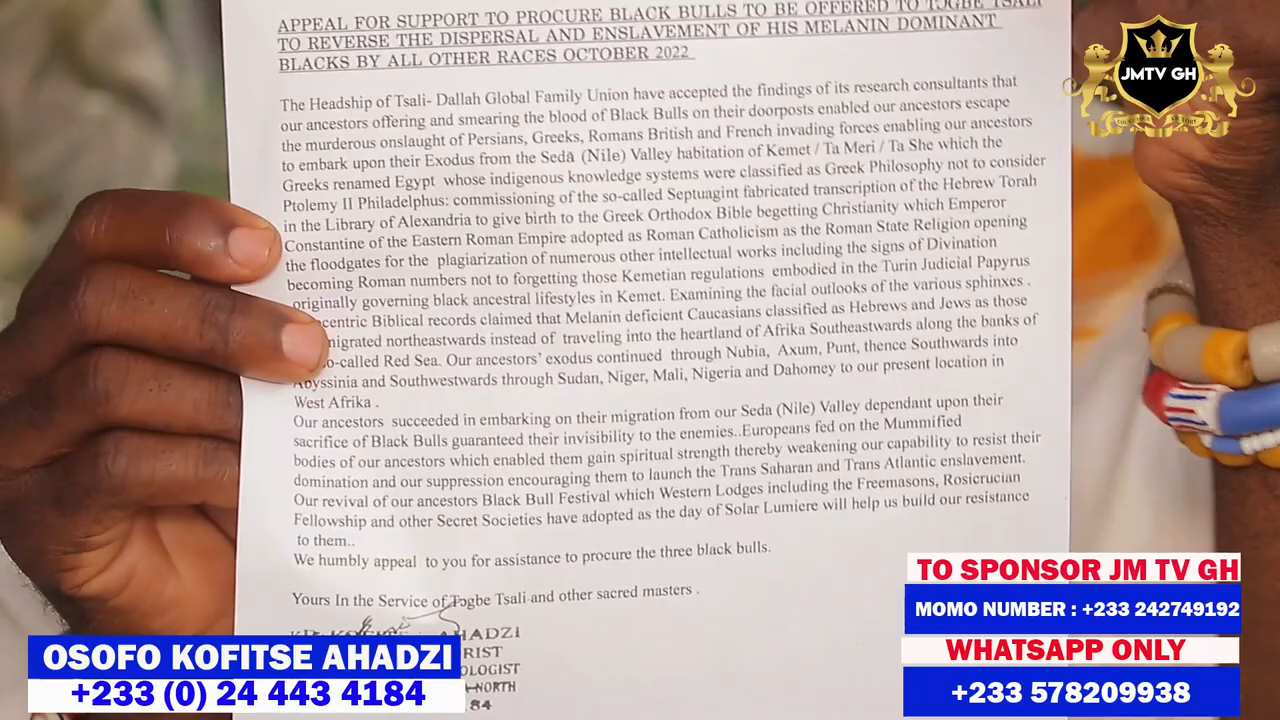 APPEAL FOR SUPPORT TO PROCURE BLACK BULLS TO BE OFFERED TO TOGBE TSALI
TO REVERSE THE DISPERSAL AND ENSLAVEMENT OF HIS MELANIN DOMINANT
BLACKS BY ALL OTHER RACES OCTOBER 2022
The Headship of Tsali- Dallah Global Family Union have accepted the findings of its research consultants that
our ancestors offering and smearing the blood of Black Bulls on their doorposts enabled our ancestors escape
the murderous onslaught of Persians, Greeks, Romans British and French invading forces enabling our ancestors
to embark upon their Exodus from the Seda (Nile) Valley habitation of Kemet / Ta Meri / Ta She which the
Greeks renamed Egypt whose indigenous knowledge systems were classified as Greek Philosophy not to consider
Ptolemy II Philadelphus: commissioning of the so-called Septuagint fabricated transcription of the Hebrew Torah
in the Library of Alexandria to give birth to the Greek Orthodox Bible begetting Christianity which Emperor
Constantine of the Eastern Roman Empire adopted as Roman Catholicism as the Roman State Religion opening
the floodgates for the plagiarization of numerous other intellectual works including the signs of Divination
becoming Roman numbers not to forgetting those Kemetian regulations embodied in the Turin Judicial Papyrus
originally governing black ancestral lifestyles in Kemet. Examining the facial outlooks of the various sphinxes .
centric Biblical records claimed that Melanin deficient Caucasians classified as Hebrews and Jews as those
migrated northeastwards instead of traveling into the heartland of Afrika Southeastwards along the banks of
so-called Red Sea. Our ancestors' exodus continued through Nubia, Axum, Punt, thence Southwards into
Abyssinia and Southwestwards through Sudan, Niger, Mali, Nigeria and Dahomey to our present location in
West Afrika .
Our ancestors succeeded in embarking on their migration from our Seda (Nile) Valley dependant upon their
sacrifice of Black Bulls guaranteed their invisibility to the enemies..Europeans fed on the Mummified
bodies of our ancestors which enabled them gain spiritual strength thereby weakening our capability to resist their
domination and our suppression encouraging them to launch the Trans Saharan and Trans Atlantic enslavement.
Our revival of our ancestors Black Bull Festival which Western Lodges including the Freemasons, Rosicrucian
Fellowship and other Secret Societies have adopted as the day of Solar Lumiere will help us build our resistance
to them..
We humbly appeal to you for assistance to procure the three black bulls.
Yours In the Service of Togbe Tsali and other sacred masters .
AHADZI
RIST
OLOGIST
NORTH
84
JMTV GH
OSOFO KOFITSE AHADZI
+233 (0) 24 443 4184
TO SPONSOR JM TV GH
MOMO NUMBER : +233 242749192
WHATSAPP ONLY
+233 578209938